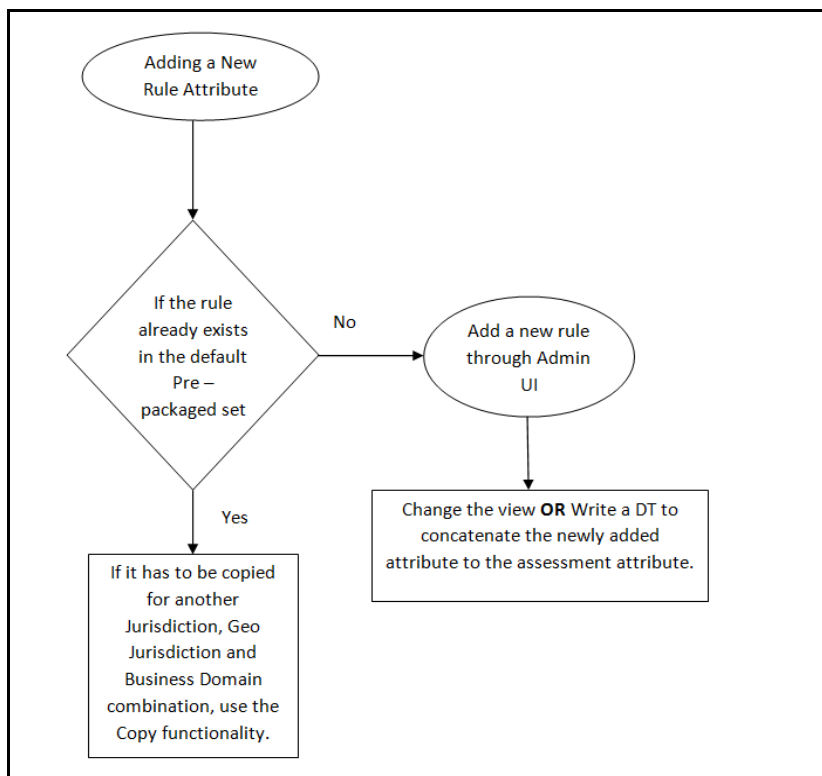 Adding a New
Rule Attribute
If the rule
already exists
in the default
Pre –
packaged set
No
Add a new rule
through Admin
UI
Yes
Change the view OR Write a DT to
concatenate the newly added
attribute to the assessment attribute.
If it has to be copied
for another
Jurisdiction, Geo
Jurisdiction and
Business Domain
combination, use the
Copy functionality.